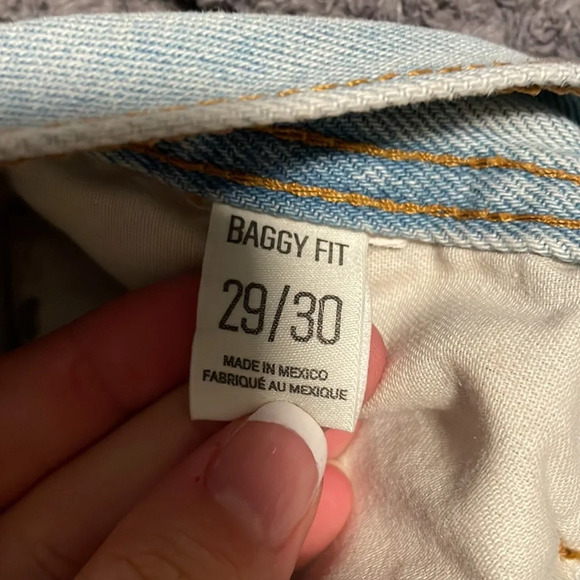 BAGGY FIT
29/30
MADE IN MEXICO
FABRIQUÉ AU MEXIQUE